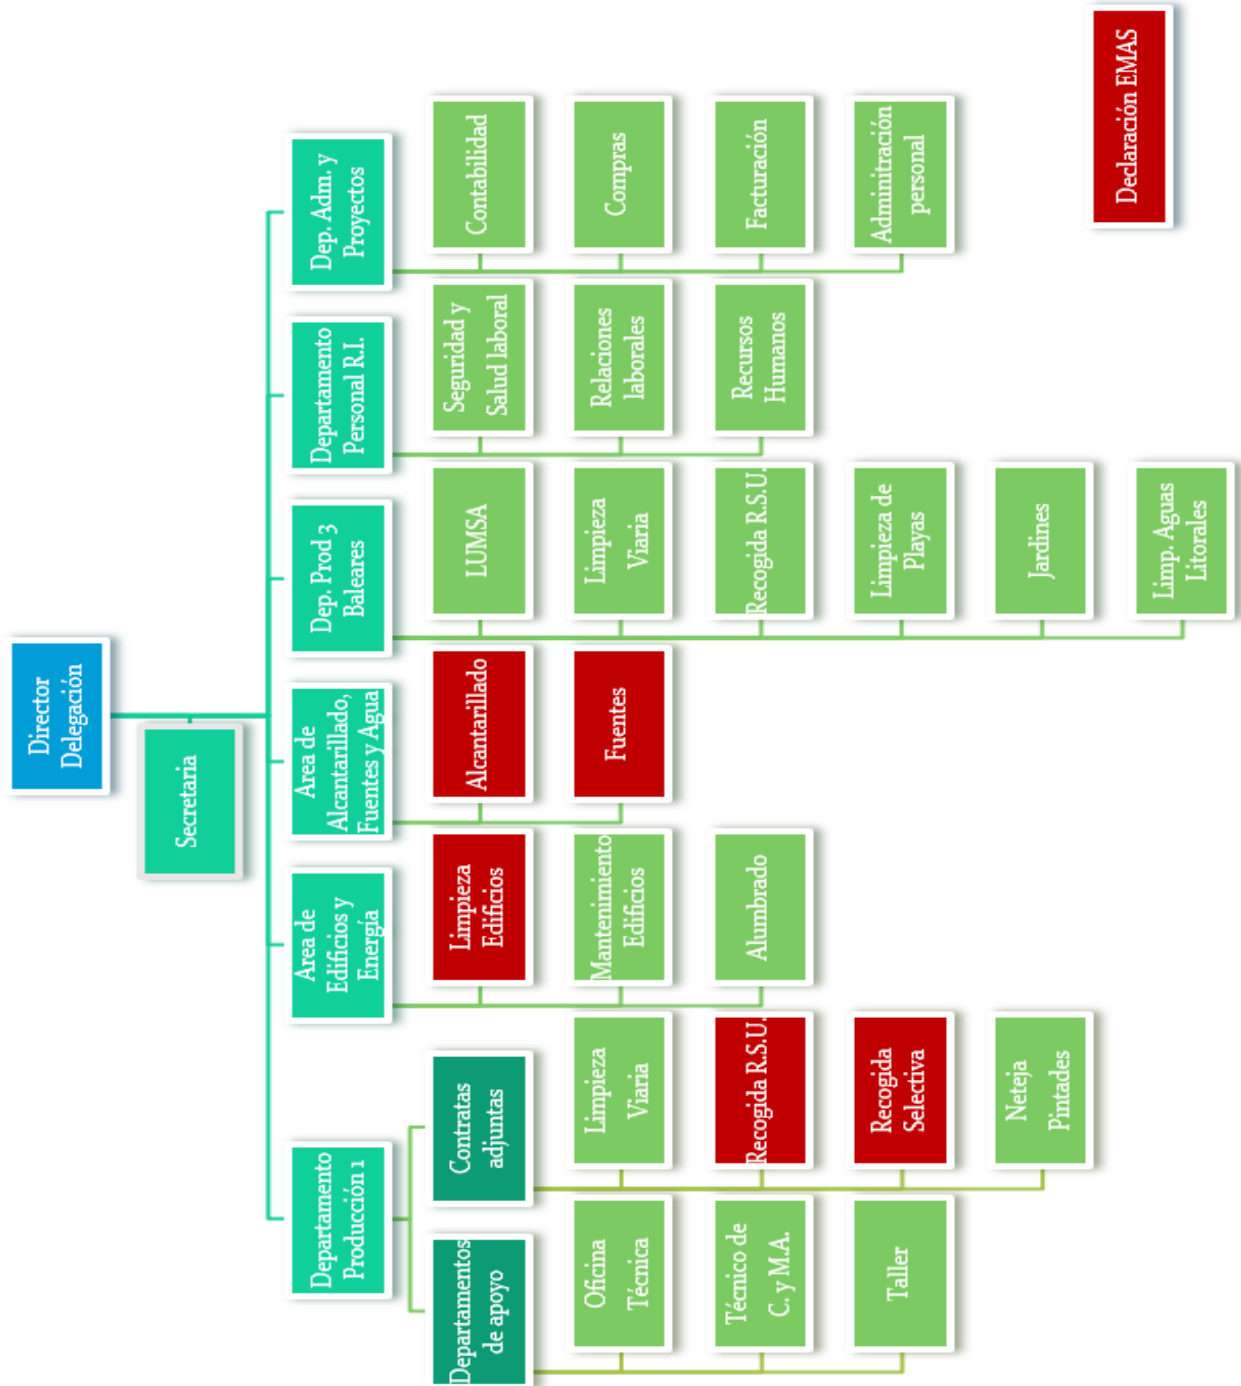 Director
Delegación
Secretaria
Departamento
Producción 1
Area de
Edificios y
Energía
Area de
Alcantarillado,
Fuentes y Agua
Dep. Prod 3
Baleares
Departamento
Personal R.I.
Dep. Adm. y
Proyectos
Departamentos
de apoyo
Oficina
Técnica
Técnico de
C. y M.A.
Taller
Contratas
adjuntas
Limpieza
Viaria
Recogida R.S.U.
Recogida
Selectiva
Neteja
Pintades
Limpieza
Edificios
Mantenimiento
Edificios
Alumbrado
Alcantarillado
Fuentes
LUMSA
Limpieza
Viaria
Recogida R.S.U.
Limpieza de
Playas
Jardines
Limp. Aguas
Litorales
Seguridad y
Salud laboral
Relaciones
laborales
Recursos
Humanos
Contabilidad
Compras
Facturación
Adminitración
personal
Declaración EMAS